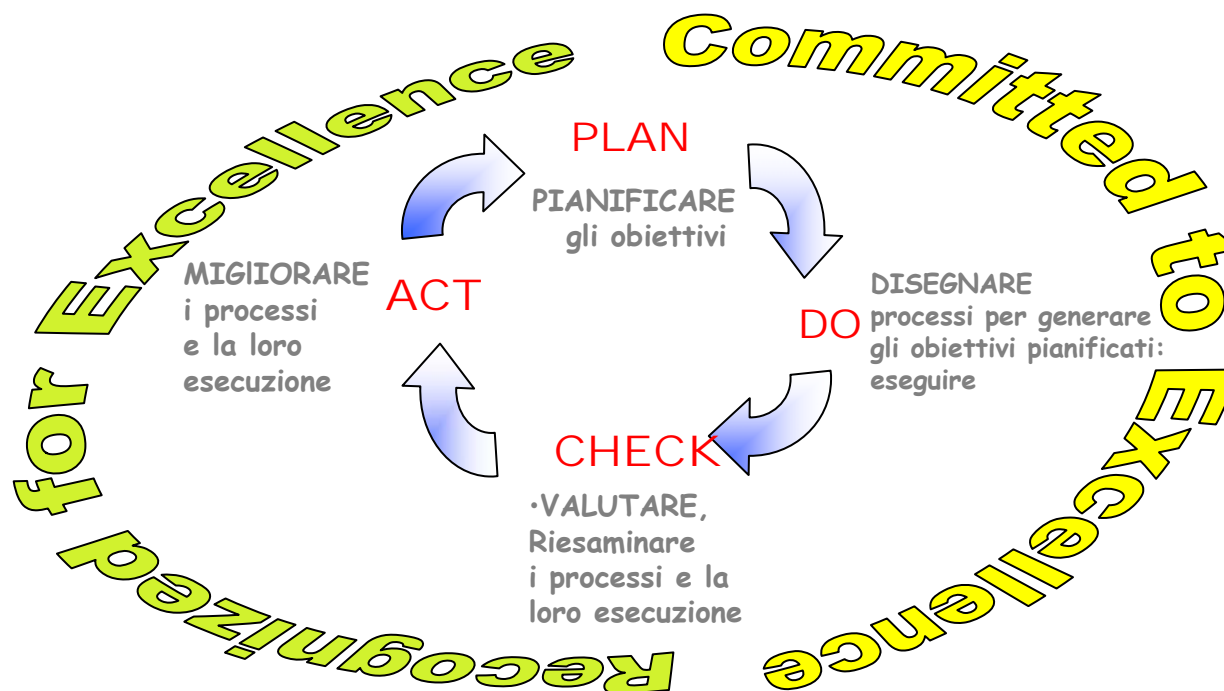 Committed to Excellence
Recognized for Excellence
PLAN
PIANIFICARE
gli obiettivi
DO
DISEGNARE
processi per generare
gli obiettivi pianificati:
eseguire
CHECK
•VALUTARE,
Riesaminare
i processi e la
loro esecuzione
ACT
MIGlIORARE
i processi
e la loro
esecuzione